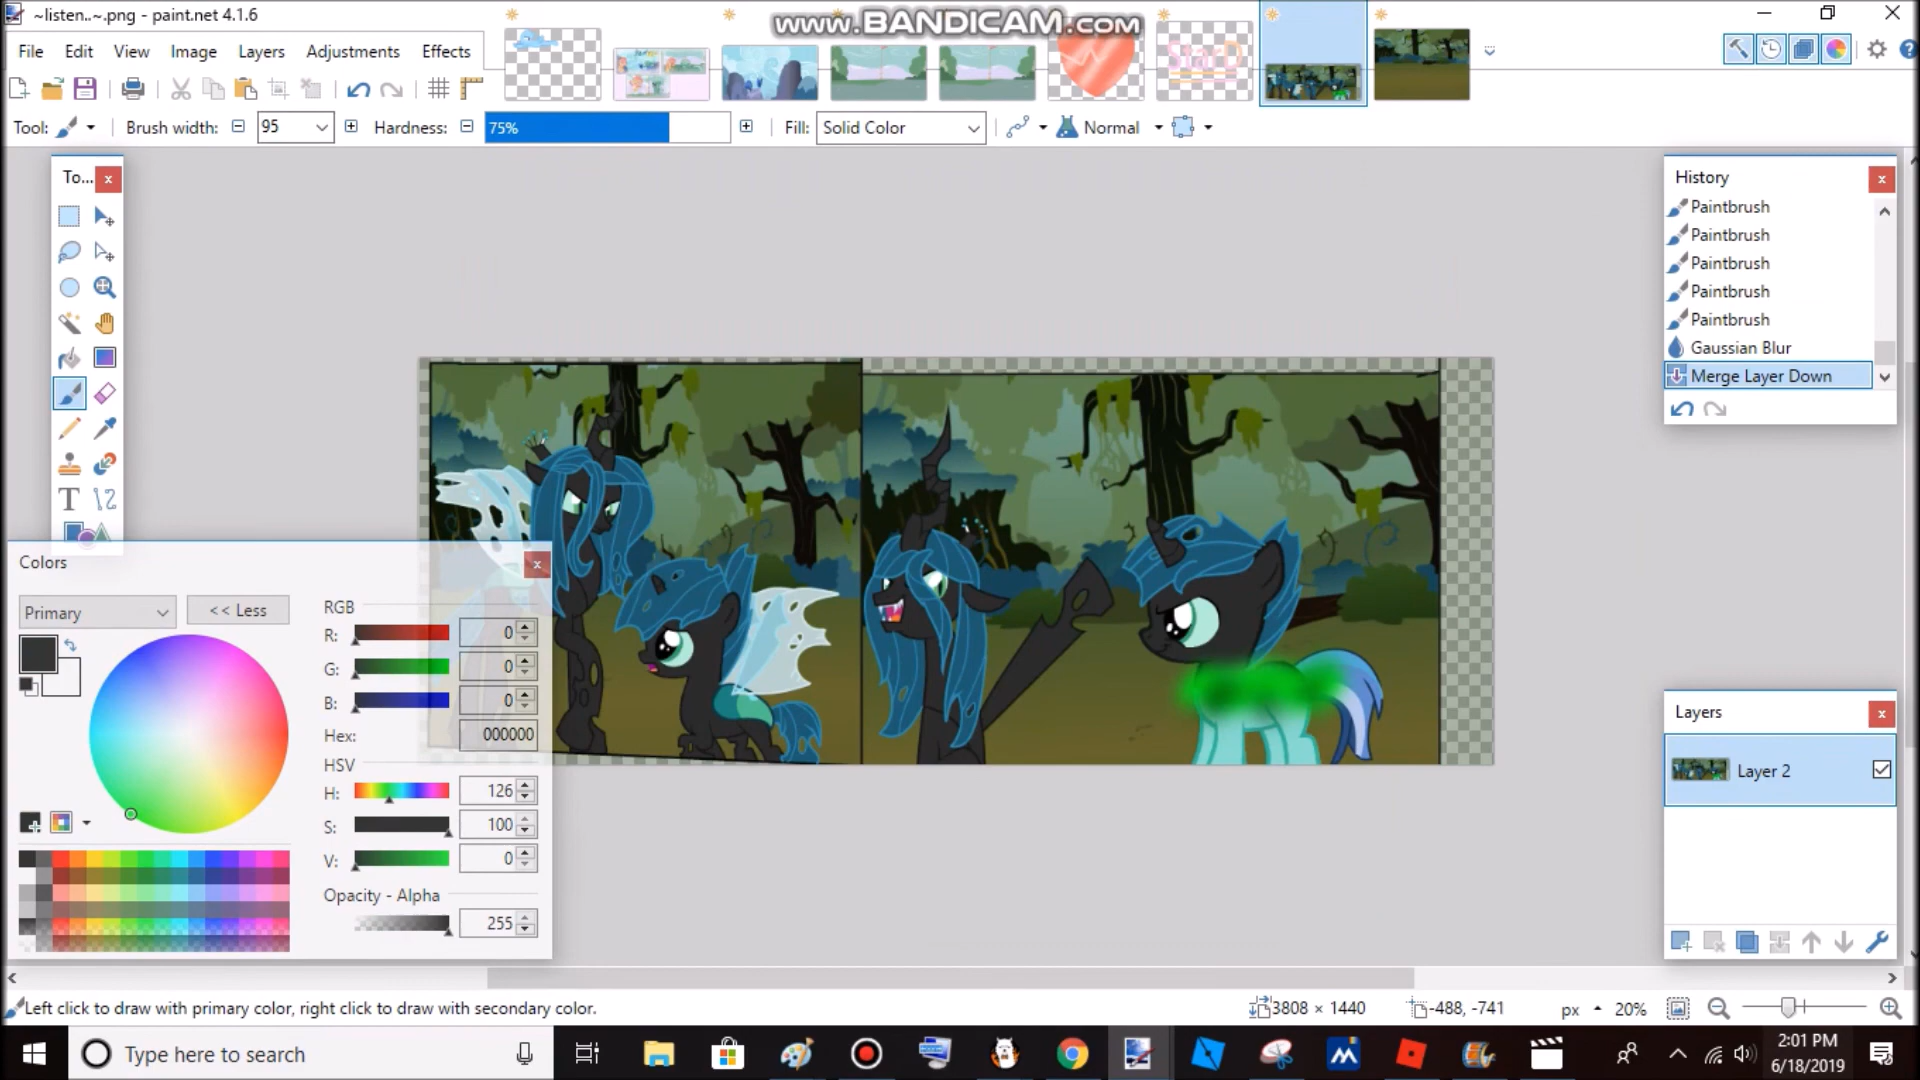 ~listen..~.png - paint.net 4.1.6
www.BANDICAM.com
File Edit View Image Layers Adjustments Effects
StarD
Tool: Brush width: 95 Hardness: 75% Fill: Solid Color Normal
To...
History
Paintbrush
Paintbrush
Paintbrush
Paintbrush
Paintbrush
Gaussian Blur
Merge Layer Down
Colors
Primary << Less RGB
R: 0
G: 0
B: 0
Hex: 000000
HSV
H: 126
S: 100
V: 0
Opacity - Alpha
255
Layers
Layer 2
Left click to draw with primary color, right click to draw with secondary color. 3808 × 1440 -488, -741 px 20%
Type here to search
2:01 PM
6/18/2019